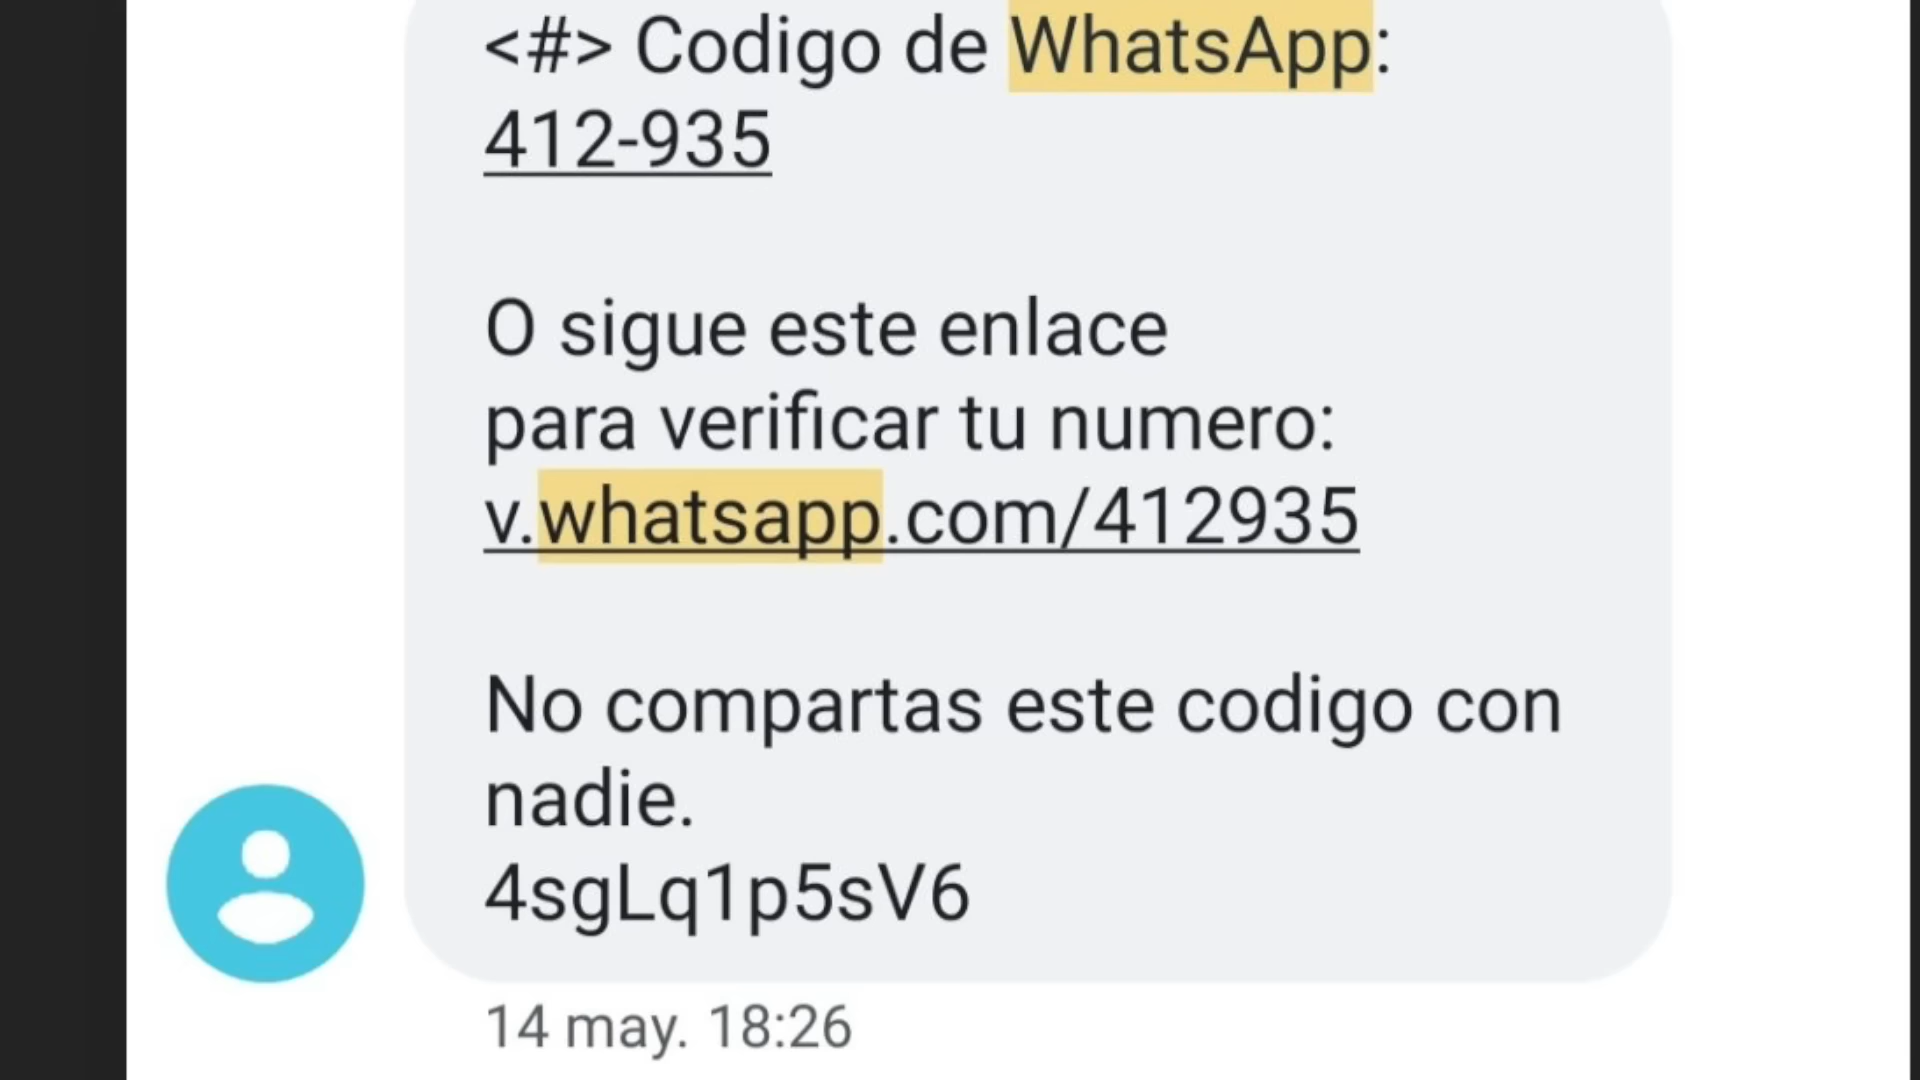 <#> Codigo de WhatsApp:
412-935
O sigue este enlace
para verificar tu numero:
v.whatsapp.com/412935
No compartas este codigo con
nadie.
4sgLq1p5sV6
14 may. 18:26